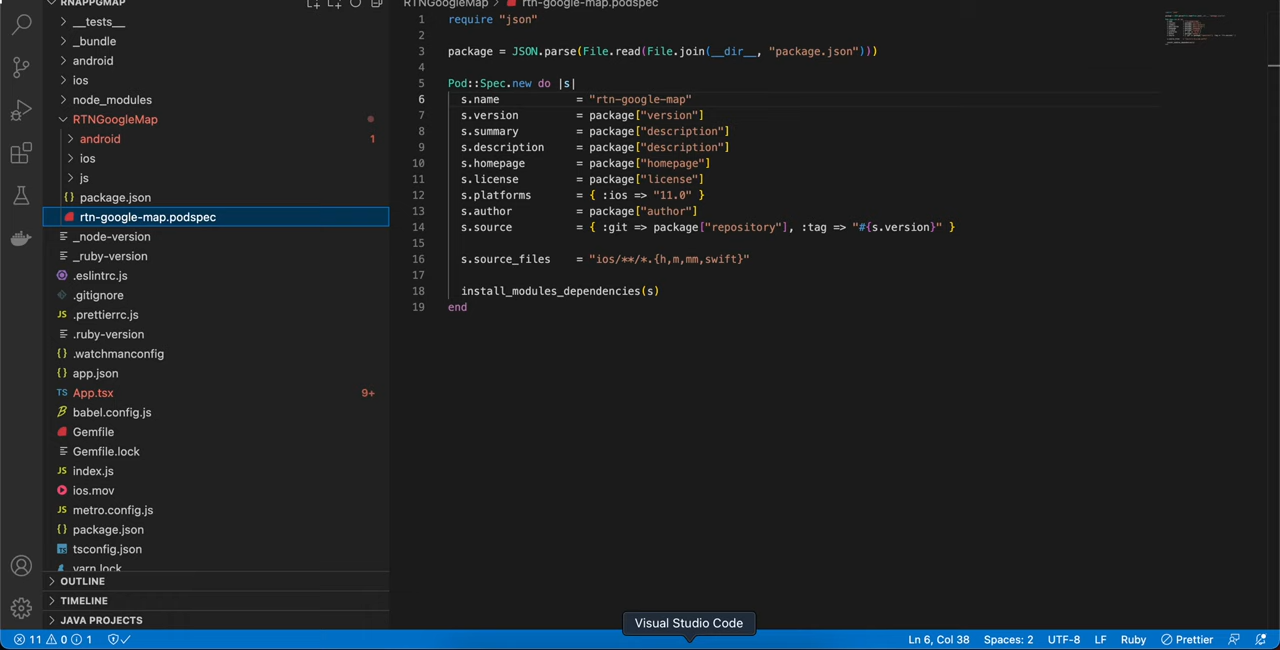 RNAPPGMAP
__tests__
_bundle
android
ios
node_modules
RTNGoogleMap
android 1
ios
js
{} package.json
rtn-google-map.podspec
_node-version
_ruby-version
.eslintrc.js
.gitignore
JS .prettierrc.js
.ruby-version
{} .watchmanconfig
{} app.json
TS App.tsx 9+
babel.config.js
Gemfile
Gemfile.lock
JS index.js
ios.mov
JS metro.config.js
{} package.json
tsconfig.json
yarn.lock
OUTLINE
TIMELINE
JAVA PROJECTS
RTNGoogleMap > rtn-google-map.podspec
1 require "json"
2
3 package = JSON.parse(File.read(File.join(__dir__, "package.json")))
4
5 Pod::Spec.new do |s|
6 s.name = "rtn-google-map"
7 s.version = package["version"]
8 s.summary = package["description"]
9 s.description = package["description"]
10 s.homepage = package["homepage"]
11 s.license = package["license"]
12 s.platforms = { :ios => "11.0" }
13 s.author = package["author"]
14 s.source = { :git => package["repository"], :tag => "#{s.version}" }
15
16 s.source_files = "ios/**/*.{h,m,mm,swift}"
17
18 install_modules_dependencies(s)
19 end
Visual Studio Code
11 0 1 Ln 6, Col 38 Spaces: 2 UTF-8 LF Ruby Prettier